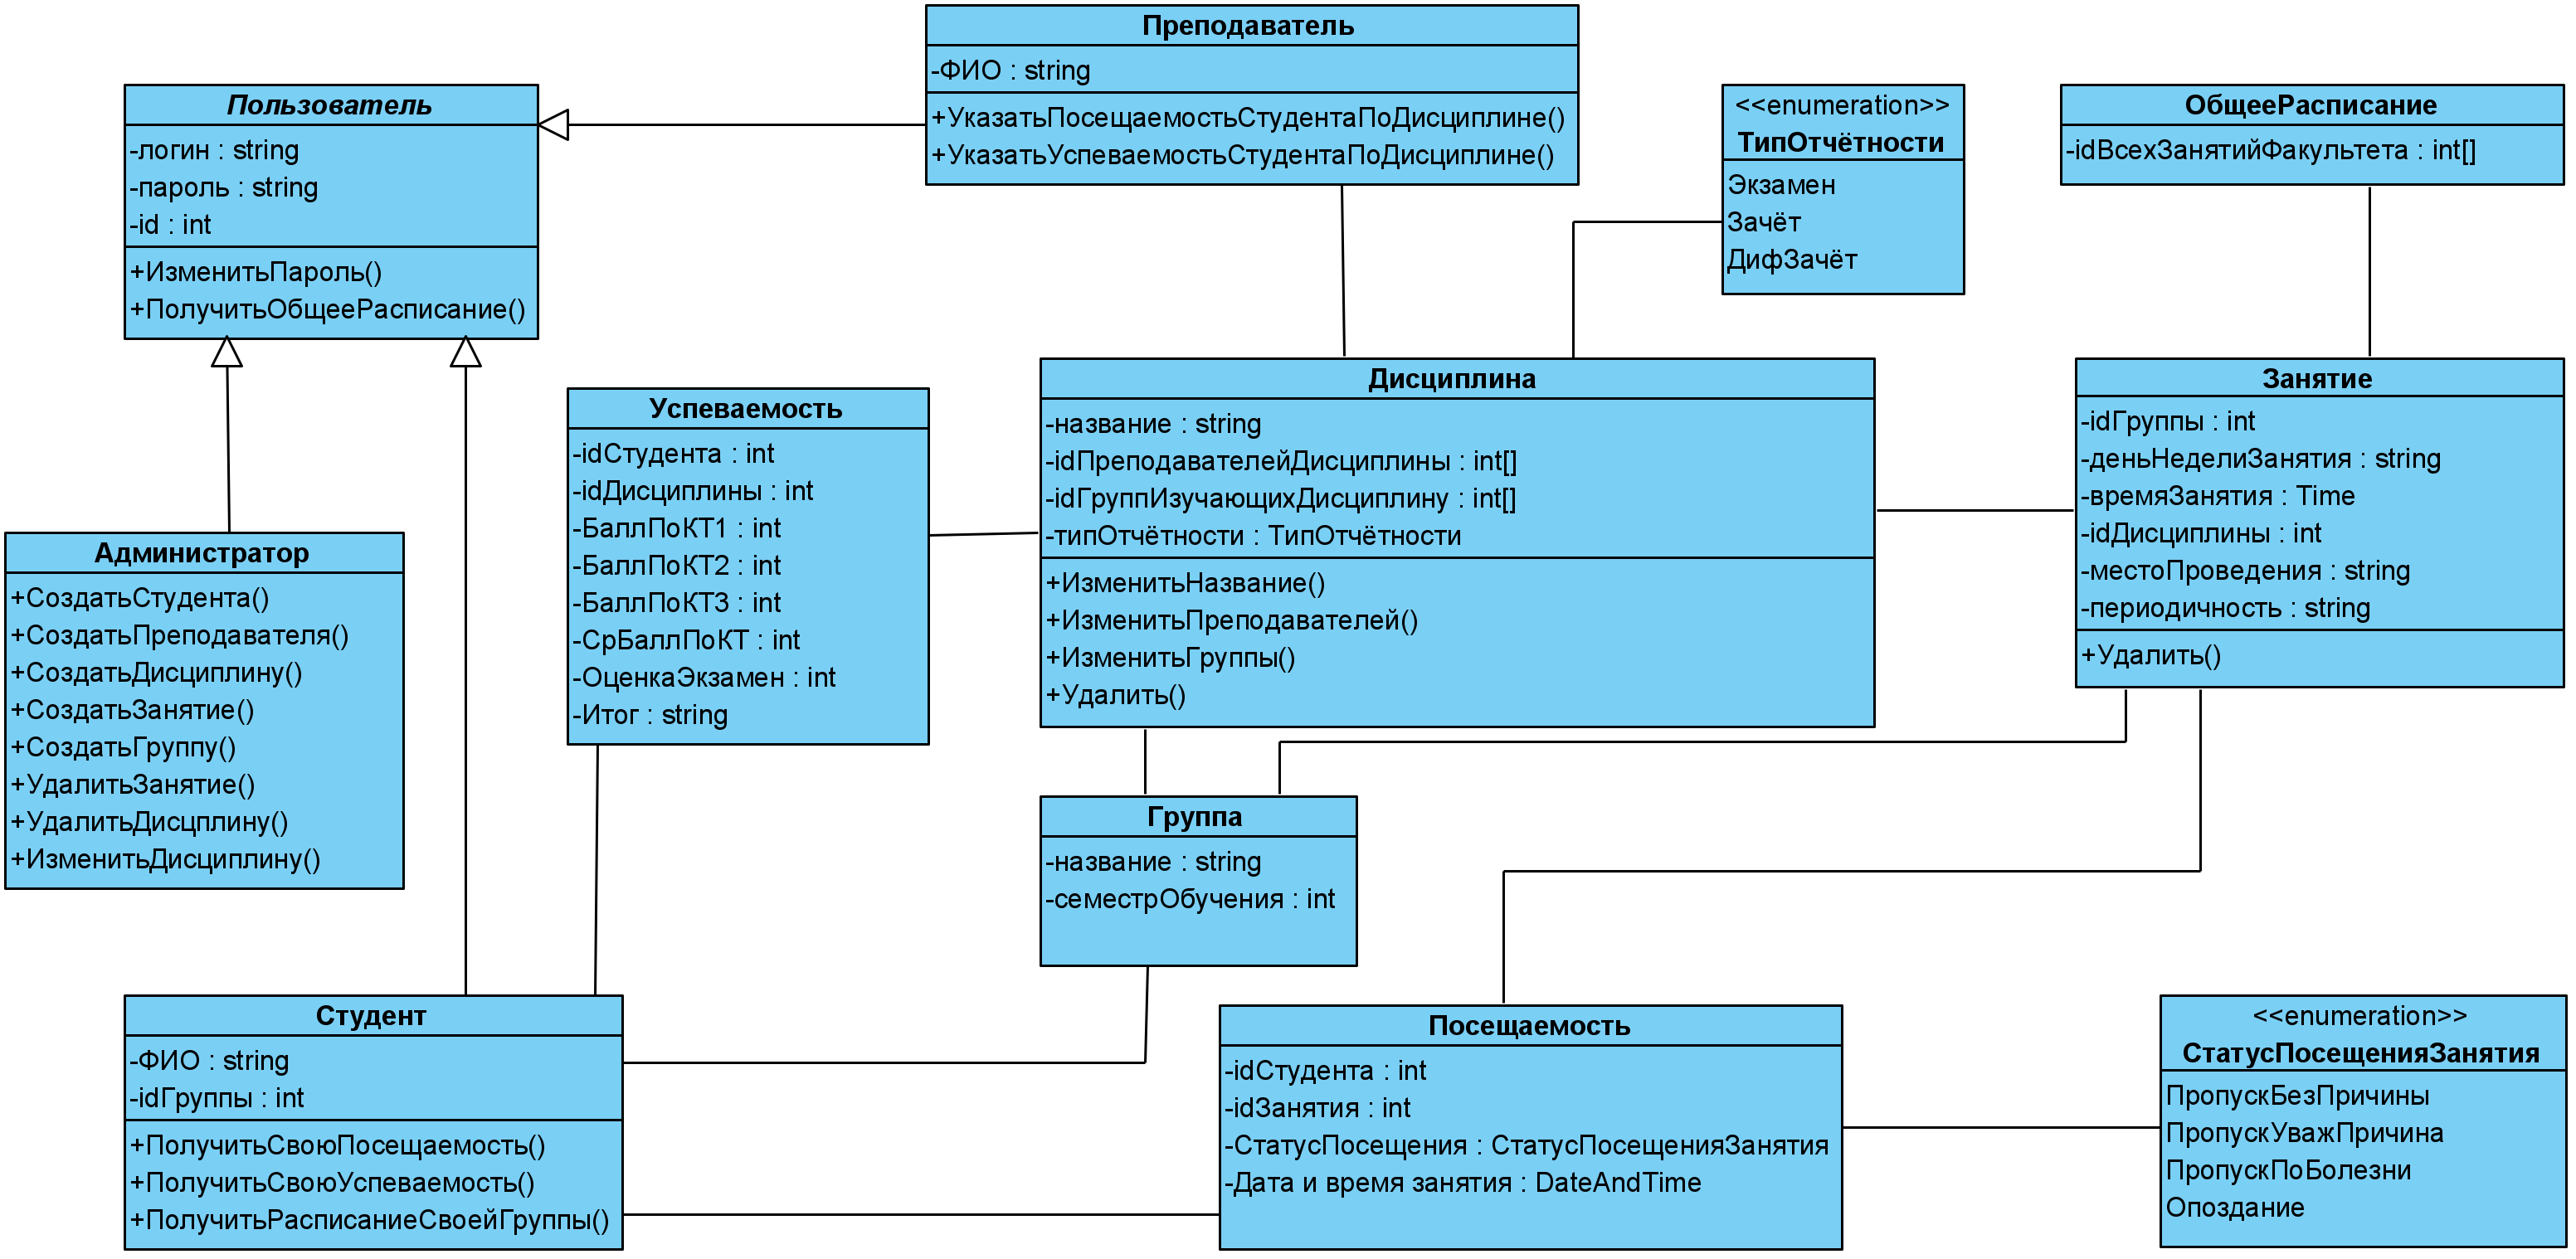 Преподаватель
-ФИО : string
+УказатьПосещаемостьСтудентаПоДисциплине()
+УказатьУспеваемостьСтудентаПоДисциплине()
Пользователь
-логин : string
-пароль : string
-id : int
+ИзменитьПароль()
+ПолучитьОбщееРасписание()
<<enumeration>>
ТипОтчётности
Экзамен
Зачёт
ДифЗачёт
ОбщееРасписание
-idВсехЗанятийФакультета : int[]
Успеваемость
-idСтудента : int
-idДисциплины : int
-БаллПоКТ1 : int
-БаллПоКТ2 : int
-БаллПоКТ3 : int
-СрБаллПоКТ : int
-ОценкаЭкзамен : int
-Итог : string
Дисциплина
-название : string
-idПреподавателейДисциплины : int[]
-idГруппИзучающихДисциплину : int[]
-типОтчётности : ТипОтчётности
+ИзменитьНазвание()
+ИзменитьПреподавателей()
+ИзменитьГруппы()
+Удалить()
Занятие
-idГруппы : int
-деньНеделиЗанятия : string
-времяЗанятия : Time
-idДисциплины : int
-местоПроведения : string
-периодичность : string
+Удалить()
Администратор
+СоздатьСтудента()
+СоздатьПреподавателя()
+СоздатьДисциплину()
+СоздатьЗанятие()
+СоздатьГруппу()
+УдалитьЗанятие()
+УдалитьДисцплину()
+ИзменитьДисциплину()
Группа
-название : string
-семестрОбучения : int
Студент
-ФИО : string
-idГруппы : int
+ПолучитьСвоюПосещаемость()
+ПолучитьСвоюУспеваемость()
+ПолучитьРасписаниеСвоейГруппы()
Посещаемость
-idСтудента : int
-idЗанятия : int
-СтатусПосещения : СтатусПосещенияЗанятия
-Дата и время занятия : DateAndTime
<<enumeration>>
СтатусПосещенияЗанятия
ПропускБезПричины
ПропускУважПричина
ПропускПоБолезни
Опоздание